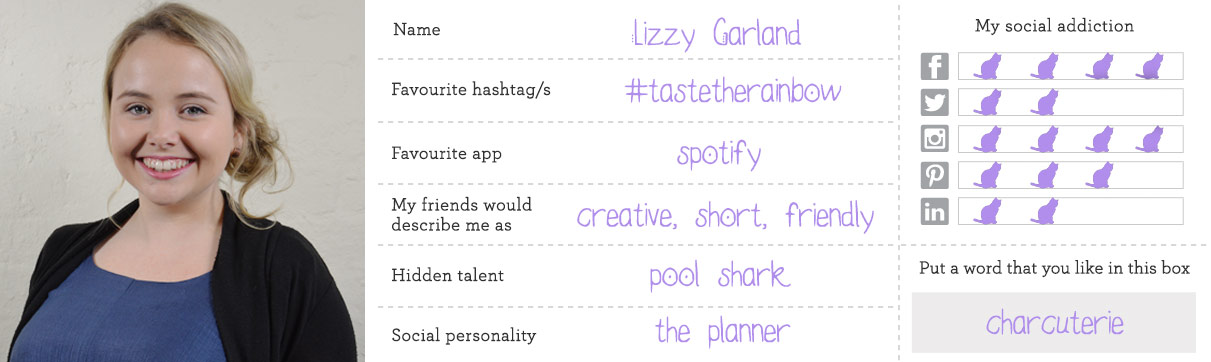 Name
Lizzy Garland
Favourite hashtag/s
#tastetherainbow
Favourite app
spotify
My friends would
describe me as
creative, short, friendly
Hidden talent
pool shark
Social personality
the planner
My social addiction
f
P
in
Put a word that you like in this box
charcuterie